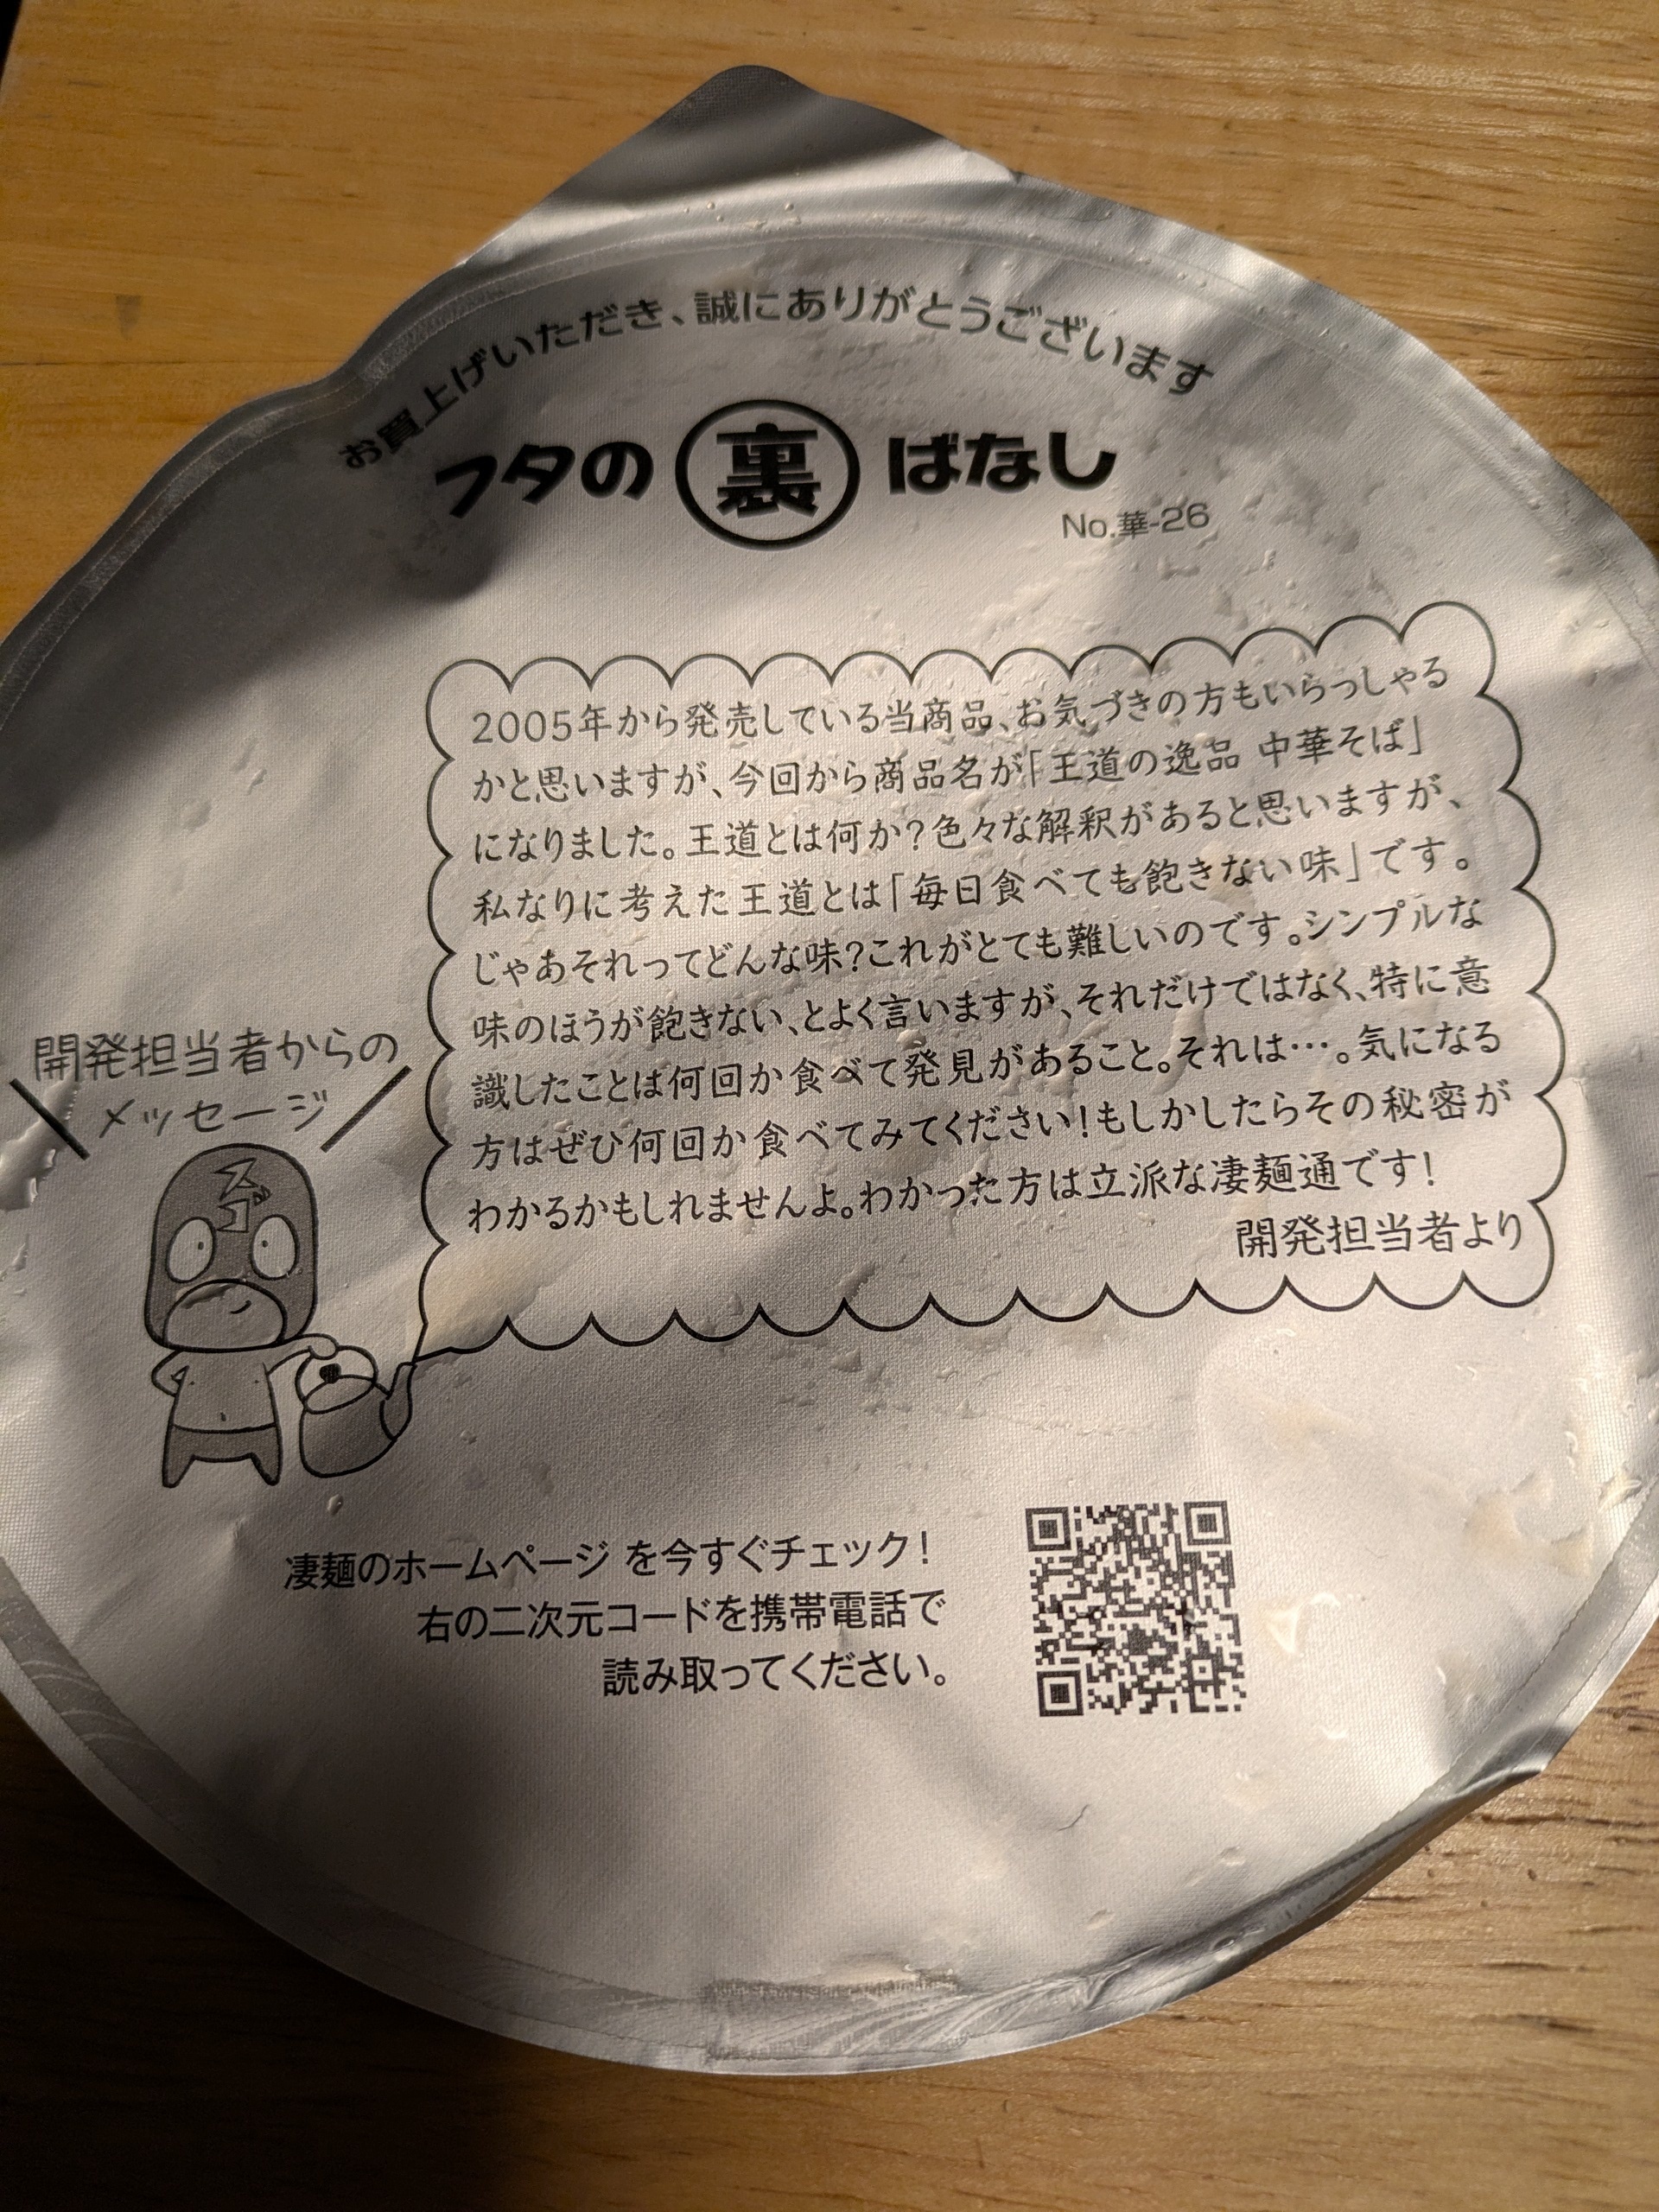 お買上げいただき、誠にありがとうございます
フタの裏ばなし
No.華-26
2005年から発売している当商品、お気づきの方もいらっしゃる
かと思いますが、今回から商品名が「王道の逸品 中華そば」
になりました。王道とは何か?色々な解釈があると思いますが、
私なりに考えた王道とは「毎日食べても飽きない味」です。
じゃあそれってどんな味?これがとても難しいのです。シンプルな
味のほうが飽きない、とよく言いますが、それだけではなく、特に意
識したことは何回か食べて発見があること。それは…。気になる
方はぜひ何回か食べてみてください!もしかしたらその秘密が
わかるかもしれませんよ。わかった方は立派な凄麺通です!
開発担当者より
開発担当者からの
メッセージ
凄麺のホームページ を今すぐチェック!
右の二次元コードを携帯電話で
読み取ってください。